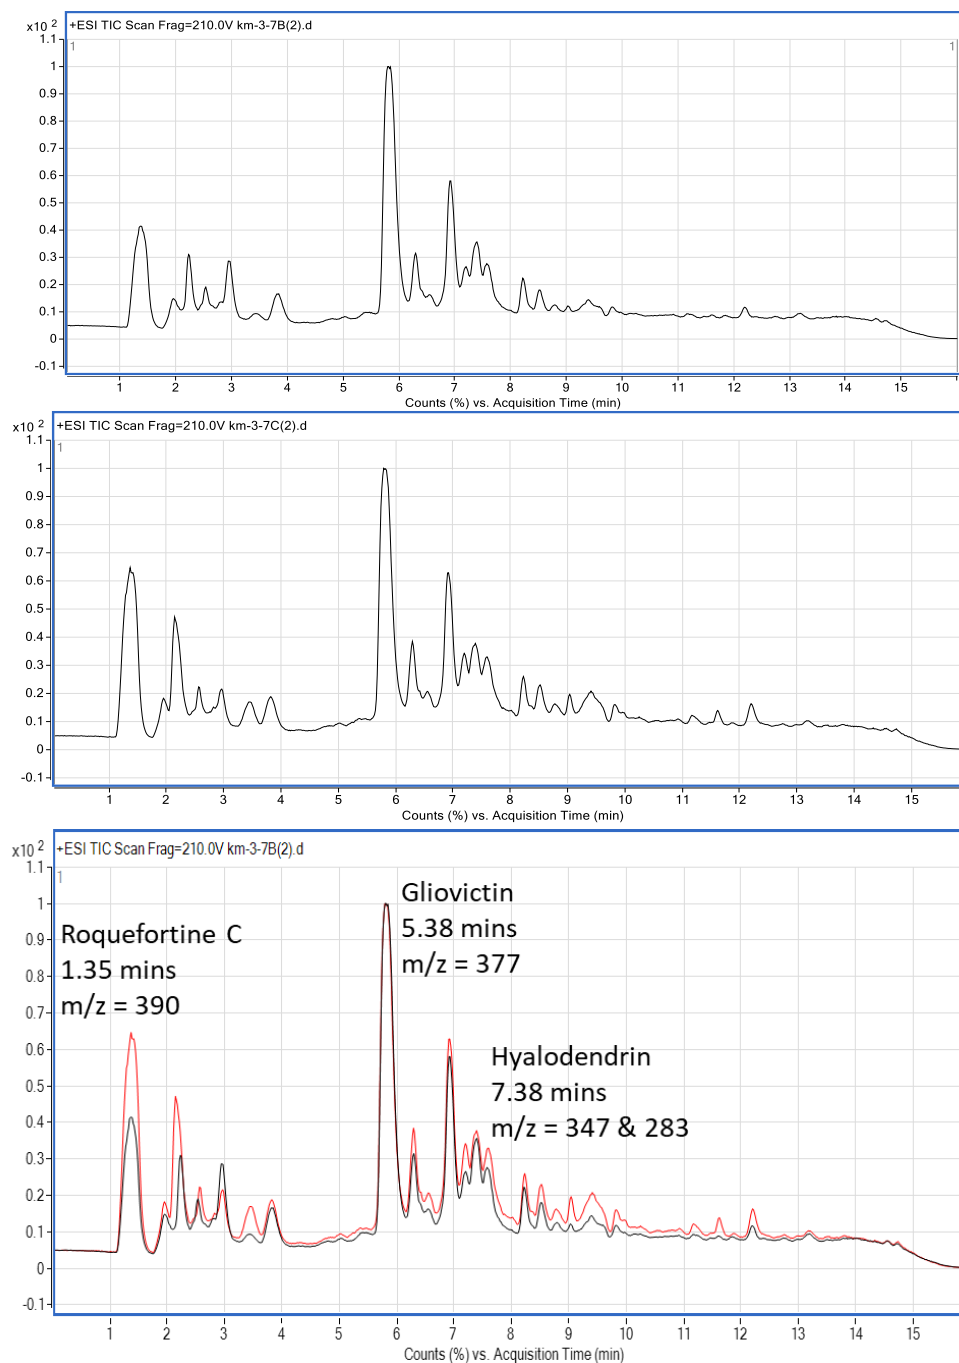 +ESI TIC Scan Frag=210.0V km-3-7B(2).d
x10 2
1.1
1
0.9
0.8
0.7
0.6
0.5
0.4
0.3
0.2
0.1
0
-0.1
1
1
1 2 3 4 5 6 7 8 9 10 11 12 13 14 15
Counts (%) vs. Acquisition Time (min)
+ESI TIC Scan Frag=210.0V km-3-7C(2).d
x10 2
1.1
1
0.9
0.8
0.7
0.6
0.5
0.4
0.3
0.2
0.1
0
-0.1
1
1 2 3 4 5 6 7 8 9 10 11 12 13 14 15
Counts (%) vs. Acquisition Time (min)
+ESI TIC Scan Frag=210.0V km-3-7B(2).d
x10 2
1.1
1
0.9
0.8
0.7
0.6
0.5
0.4
0.3
0.2
0.1
0
-0.1
1
Roquefortine C
1.35 mins
m/z = 390
Gliovictin
5.38 mins
m/z = 377
Hyalodendrin
7.38 mins
m/z = 347 & 283
1 2 3 4 5 6 7 8 9 10 11 12 13 14 15
Counts (%) vs. Acquisition Time (min)